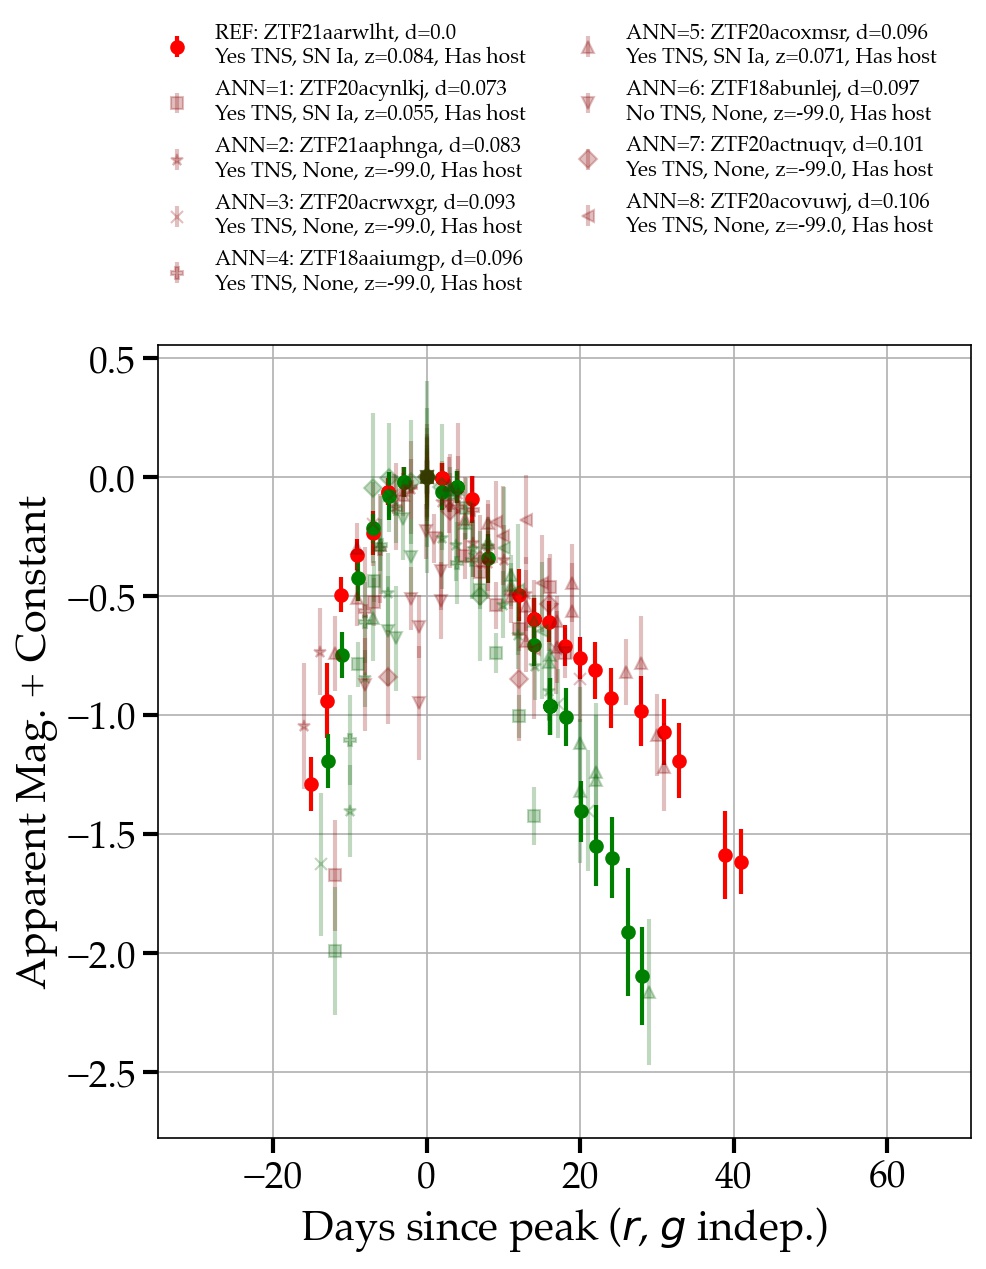 REF: ZTF21aarwlht, d=0.0
Yes TNS, SN Ia, z=0.084, Has host
ANN=1: ZTF20acynlkj, d=0.073
Yes TNS, SN Ia, z=0.055, Has host
ANN=2: ZTF21aaphnga, d=0.083
Yes TNS, None, z=-99.0, Has host
ANN=3: ZTF20acrwxgr, d=0.093
Yes TNS, None, z=-99.0, Has host
ANN=4: ZTF18aaiumgp, d=0.096
Yes TNS, None, z=-99.0, Has host
ANN=5: ZTF20acoxmsr, d=0.096
Yes TNS, SN Ia, z=0.071, Has host
ANN=6: ZTF18abunlej, d=0.097
No TNS, None, z=-99.0, Has host
ANN=7: ZTF20actnuqv, d=0.101
Yes TNS, None, z=-99.0, Has host
ANN=8: ZTF20acovuwj, d=0.106
Yes TNS, None, z=-99.0, Has host
Apparent Mag. + Constant
0.5
0.0
−0.5
−1.0
−1.5
−2.0
−2.5
−20
0
20
40
60
Days since peak (r, g indep.)